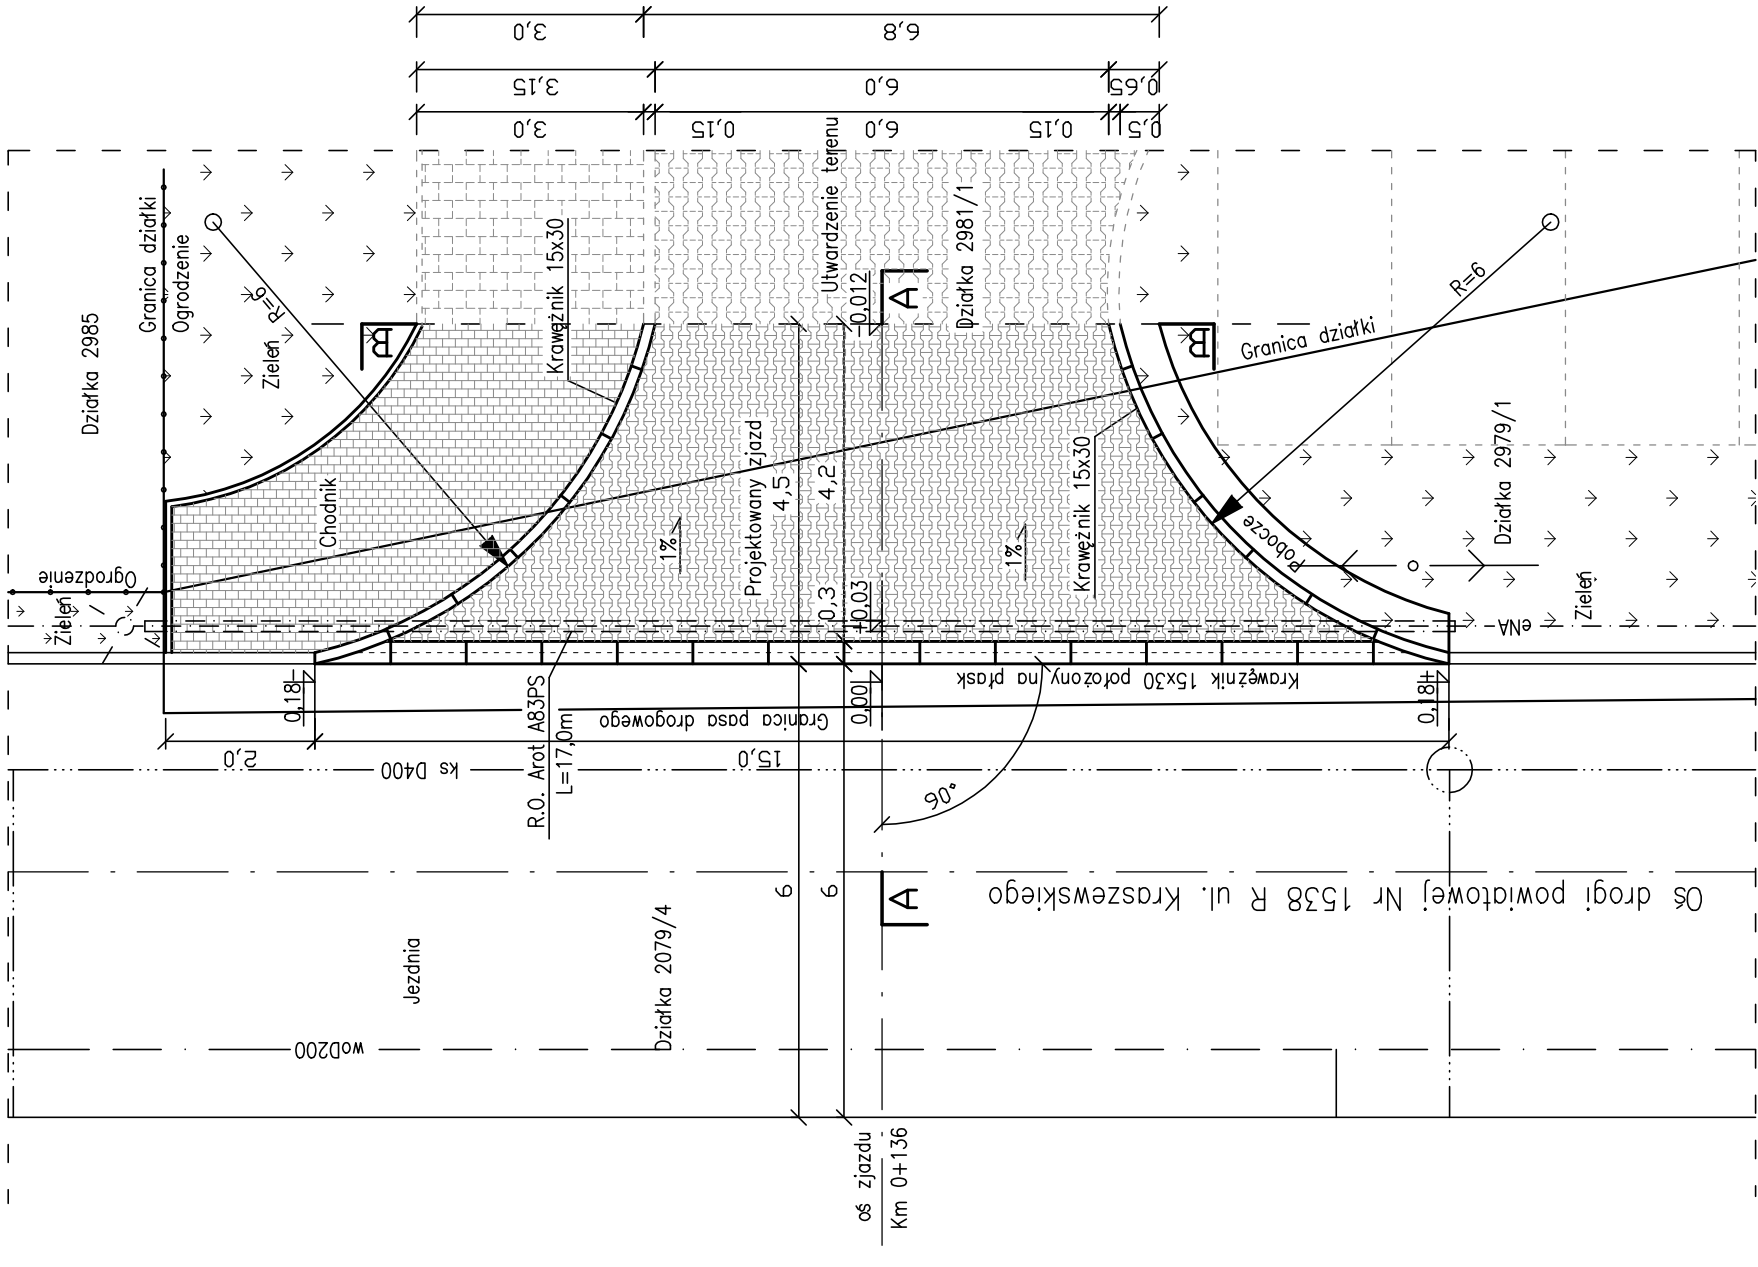 3,0
6,8
3,15
6,0
0,65
3,0
0,15
6,0
0,15
0,5
Działka 2985
Granica działki
Ogrodzenie
Zieleń
R=6
B
Krawężnik 15x30
Utwardzenie terenu
-0,012
A
Działka 2981/1
B
Granica działki
R=6
Chodnik
Projektowany zjazd
4,5
4,2
1%
1%
Krawężnik 15x30
Pobocze
Działka 2979/1
Zieleń
eNA
Ogrodzenie
Zieleń
0,3
+0,03
0,18-
0,00
0,18+
Krawężnik 15x30 położony na płask
Granica pasa drogowego
R.O. Arot A83PS
L=17,0m
2,0
15,0
ks D400
90°
9
9
A
Oś drogi powiatowej Nr 1538 R ul. Kraszewskiego
Jezdnia
Działka 2079/4
woD200
oś zjazdu
Km 0+136